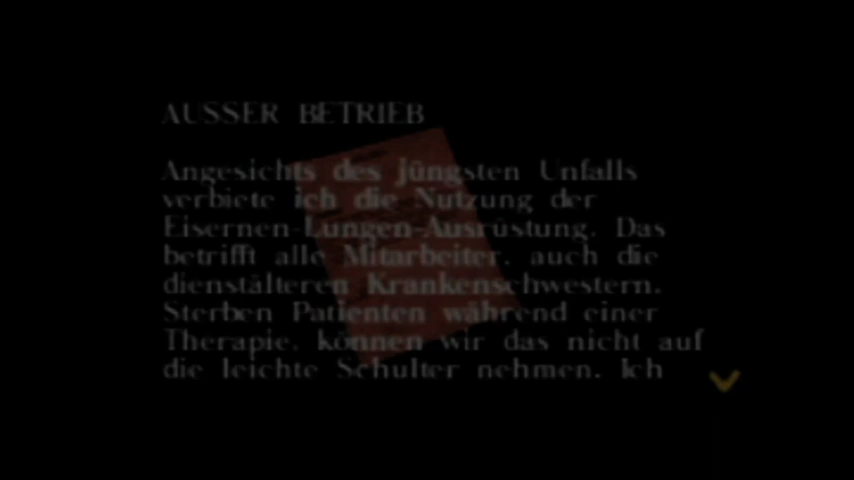 AUSSER BETRIEB
Angesichts des jüngsten Unfalls
verbiete ich die Nutzung der
Eisernen-Lungen-Ausrüstung. Das
betrifft alle Mitarbeiter, auch die
dienstälteren Krankenschwestern.
Sterben Patienten während einer
Therapie, können wir das nicht auf
die leichte Schulter nehmen. Ich